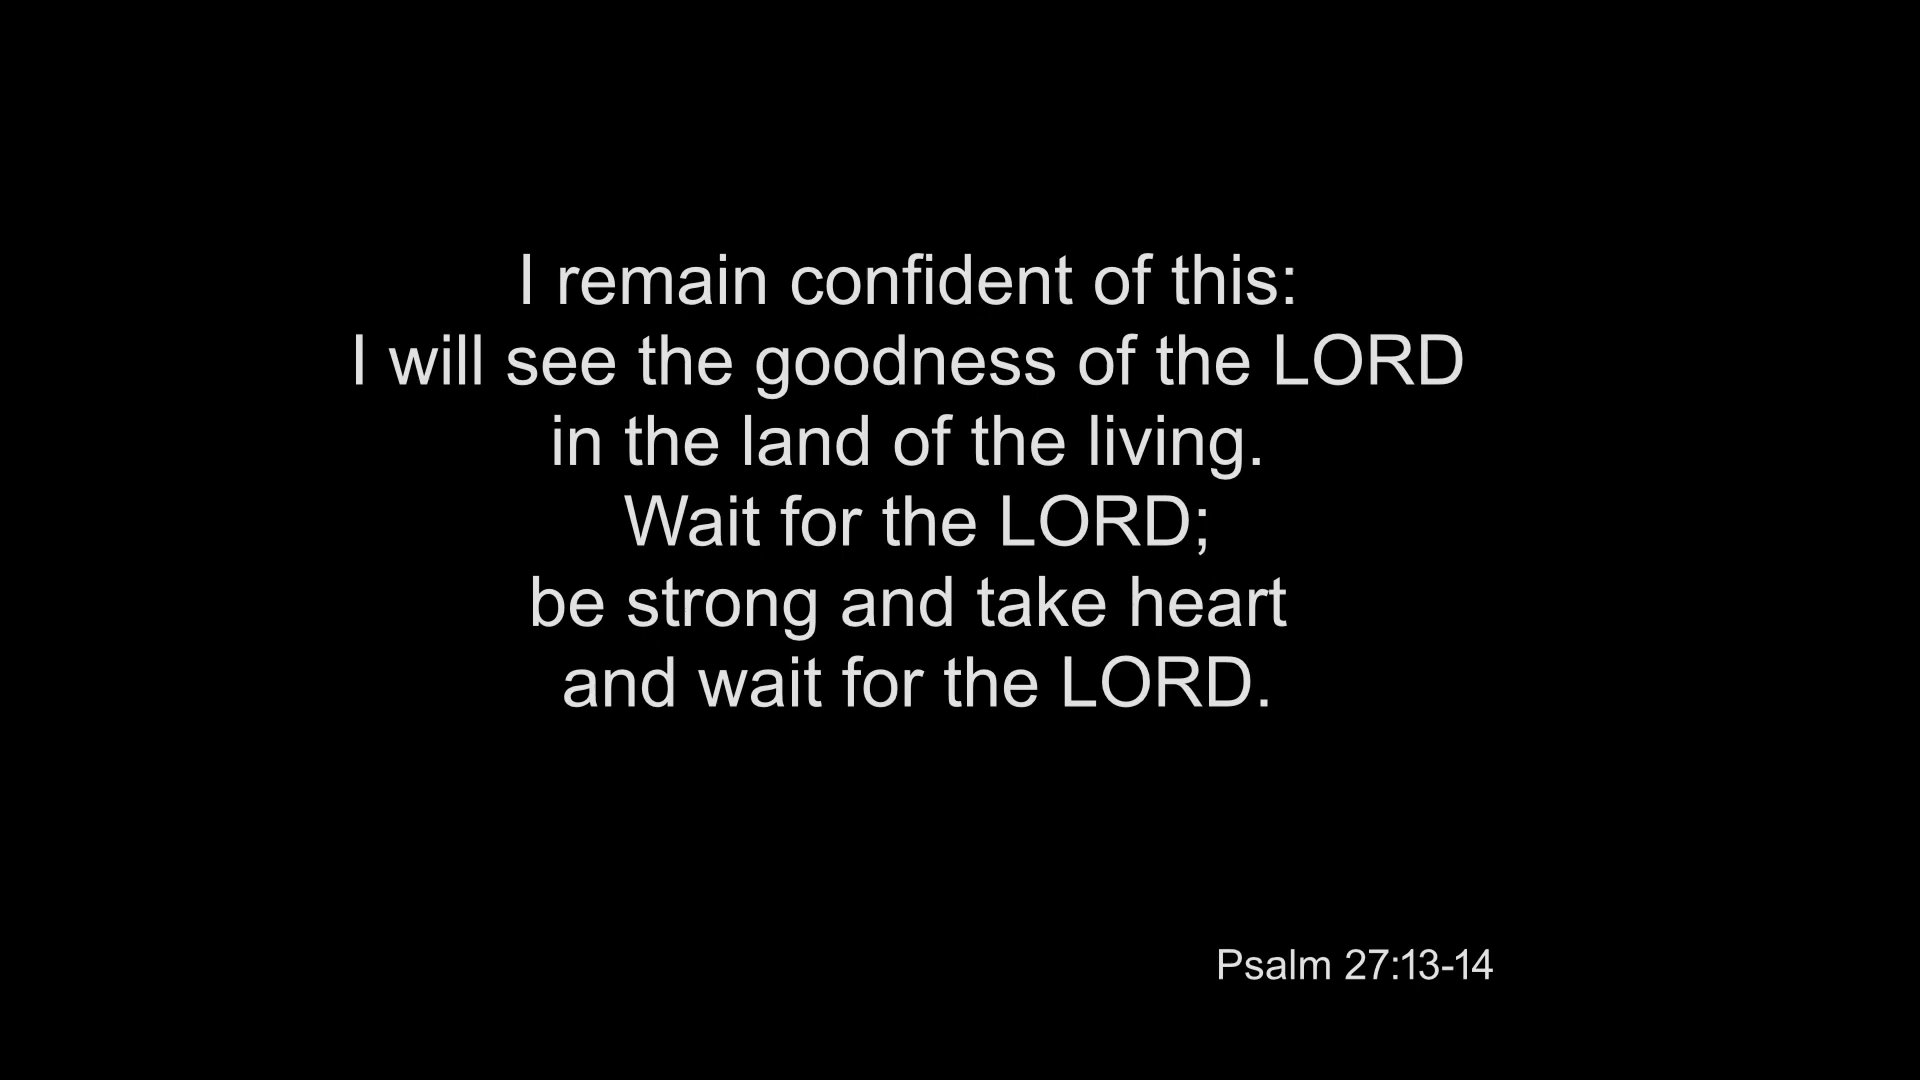 I remain confident of this:
I will see the goodness of the LORD
in the land of the living.
Wait for the LORD;
be strong and take heart
and wait for the LORD.
Psalm 27:13-14